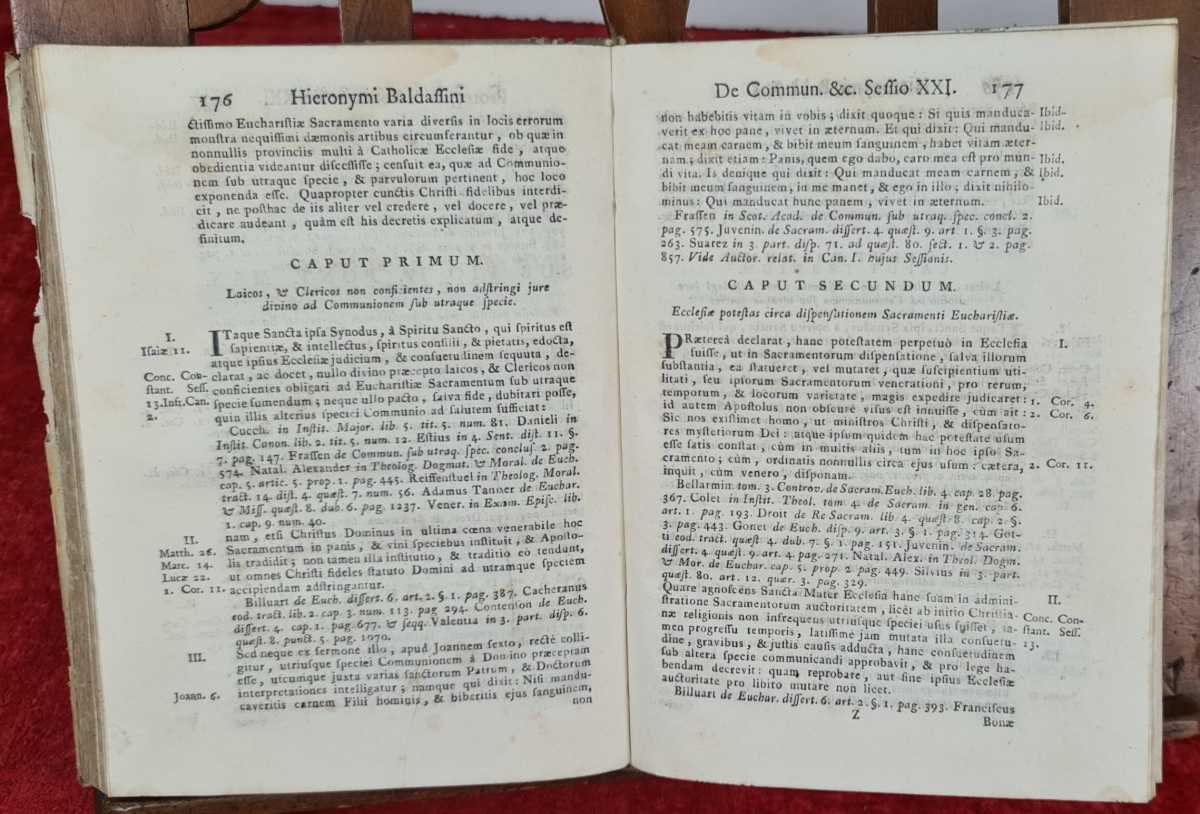 176 Hieronymi Baldassini
ctissimo Eucharistiæ Sacramento varia diversis in locis errorum
monstra nequissimi dæmonis artibus circumferantur, ob quæ in
nonnullis provinciis multi à Catholicæ Ecclesiæ fide, atque
obedientia videantur discessisse; censuit ea, quæ ad Communio-
nem sub utraque specie, & parvulorum pertinent, hoc loco
exponenda esse. Quapropter cunctis Christi fidelibus interdi-
cit, ne posthac de iis aliter vel credere, vel docere, vel præ-
dicare audeant, quàm est his decretis explicatum, atque de-
finitum.
CAPUT PRIMUM.
Laicos, & Clericos non conficientes, non adstringi jure
divino ad Communionem sub utraque specie.
I. ITaque Sancta ipsa Synodus, à Spiritu Sancto, qui spiritus est
Isaiæ 11. sapientiæ, & intellectus, spiritus consilii, & pietatis, edocta,
atque ipsius Ecclesiæ judicium, & consuetudinem sequuta, de-
Conc. Con- clarat, ac docet, nullo divino præcepto laicos, & Clericos non
stant. Sess. conficientes obligari ad Eucharistiæ Sacramentum sub utraque
13. Inst. Can. specie sumendum; neque ullo pacto, salva fide, dubitari posse,
2. quin illis alterius speciei Communio ad salutem sufficiat:
Cucch. in Instit. Major. lib. 5. tit. 5. num. 81. Danieli in
Instit. Canon. lib. 2. tit. 5. num. 12. Estius in 4. Sent. dist. 11. §.
7. pag. 147. Frassen de Commun. sub utraq. spec. conclus. 2. pag.
574. Natal. Alexander in Theolog. Dogmat. & Moral. de Euch.
cap. 5. artic. 5. prop. 1. pag. 445. Reiffenstuel in Theolog. Moral.
tract. 14. dist. 4. quæst. 7. num. 56. Adamus Tanner de Euchar.
& Miss. quæst. 8. dub. 6. pag. 1237. Vener. in Exam. Episc. lib.
1. cap. 9. num. 40.
II. nam, etsi Christus Dominus in ultima cœna venerabile hoc
Matth. 26. Sacramentum in panis, & vini speciebus instituit, & Aposto-
Marc. 14. lis tradidit; non tamen illa institutio, & traditio eò tendunt,
Lucæ 22. ut omnes Christi fideles statuto Domini ad utramque speciem
1. Cor. 11. accipiendam adstringantur.
Billuart de Euch. dissert. 6. art. 2. §. 1. pag. 387. Cacheranus
eod. tract. lib. 2. cap. 3. num. 113. pag. 294. Contenson de Euch.
dissert. 4. cap. 1. pag. 677. & seqq. Valentia in 3. part. disp. 6.
quæst. 8. punct. 5. pag. 1070.
III. Sed neque ex sermone illo, apud Joannem sexto, rectè colli-
gitur, utriusque speciei Communionem à Domino præceptam
esse, utcumque juxta varias sanctorum Patrum, & Doctorum
Joann. 6. interpretationes intelligatur; namque qui dixit: Nisi mandu-
caveritis carnem Filii hominis, & biberitis ejus sanguinem,
non
De Commun. &c. Sessio XXI. 177
non habebitis vitam in vobis; dixit quoque: Si quis manduca- Ibid.
verit ex hoc pane, vivet in æternum. Et qui dixit: Qui mandu- Ibid.
cat meam carnem, & bibit meum sanguinem, habet vitam æter-
nam; dixit etiam: Panis, quem ego dabo, caro mea est pro mun- Ibid.
di vita. Is denique qui dixit: Qui manducat meam carnem, & Ibid.
bibit meum sanguinem, in me manet, & ego in illo; dixit nihilo-
minus: Qui manducat hunc panem, vivet in æternum. Ibid.
Frassen in Scot. Acad. de Commun. sub utraq. spec. concl. 2.
pag. 575. Juvenin. de Sacram. dissert. 4. quæst. 9. art. 1. §. 3. pag.
263. Suarez in 3. part. disp. 71. ad quæst. 80. sect. 1. & 2. pag.
857. Vide Auctor. relat. in Can. I. hujus Sessionis.
CAPUT SECUNDUM.
Ecclesiæ potestas circa dispensationem Sacramenti Eucharistiæ.
PRætereà declarat, hanc potestatem perpetuò in Ecclesia I.
fuisse, ut in Sacramentorum dispensatione, salva illorum
substantia, ea statueret, vel mutaret, quæ suscipientium uti-
litati, seu ipsorum Sacramentorum venerationi, pro rerum,
temporum, & locorum varietate, magis expedire judicaret: 1. Cor. 4.
id autem Apostolus non obscurè visus est innuisse, cùm ait: 2. Cor. 6.
Sic nos existimet homo, ut ministros Christi, & dispensato-
res mysteriorum Dei: atque ipsum quidem hac potestate usum
esse satis constat, cùm in multis aliis, tum in hoc ipso Sa-
cramento; cùm, ordinatis nonnullis circa ejus usum: cætera, 2. Cor. 11.
inquit, cùm venero, disponam.
Bellarmin. tom. 3. Controv. de Sacram. Euch. lib. 4. cap. 28. pag.
367. Colet in Instit. Theol. tom. 4. de Sacram. in gen. cap. 6.
art. 1. pag. 193. Droit de Re Sacram. lib. 4. quæst. 8. cap. 2. §.
3. pag. 443. Gonet de Euch. disp. 9. art. 3. §. 1. pag. 314. Got-
ti eod. tract. quæst. 4. dub. 7. §. 1. pag. 151. Juvenin. de Sacram.
dissert. 4. quæst. 9. art. 4. pag. 271. Natal. Alex. in Theol. Dogm.
& Mor. de Euchar. cap. 5. prop. 2. pag. 449. Silvius in 3. part.
quæst. 80. art. 12. quær. 3. pag. 329.
Quare agnoscens Sancta Mater Ecclesia hanc suam in admini- II.
stratione Sacramentorum auctoritatem, licèt ab initio Christia-
næ religionis non infrequens utriusque speciei usus fuisset, ta- Conc. Con-
men progressu temporis, latissimè jam mutata illa consuetu- stant. Sess.
dine, gravibus, & justis causis adducta, hanc consuetudinem 13.
sub altera specie communicandi approbavit, & pro lege ha-
bendam decrevit: quam reprobare, aut sine ipsius Ecclesiæ
auctoritate pro libito mutare non licet.
Billuart de Euchar. dissert. 6. art. 2. §. 1. pag. 393. Franciscus
Z Bonæ